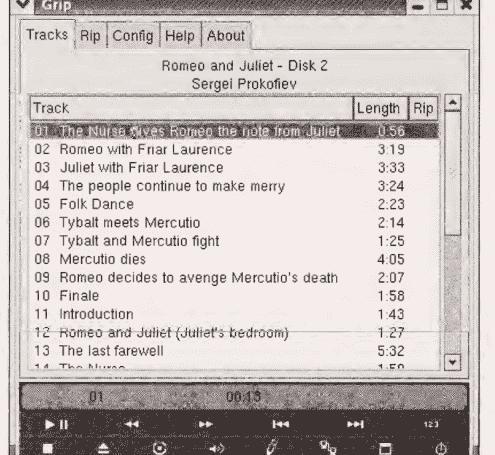 Grip
Tracks Rip Config Help About
Romeo and Juliet - Disk 2
Sergei Prokofiev
Track Length Rip
01 The Nurse gives Romeo the note from Juliet 0:56
02 Romeo with Friar Laurence 3:19
03 Juliet with Friar Laurence 3:33
04 The people continue to make merry 3:24
05 Folk Dance 2:23
06 Tybalt meets Mercutio 2:14
07 Tybalt and Mercutio fight 1:25
08 Mercutio dies 4:05
09 Romeo decides to avenge Mercutio's death 2:07
10 Finale 1:58
11 Introduction 1:43
12 Romeo and Juliet (Juliet's bedroom) 1:27
13 The last farewell 5:32
14 The Nurse
01 00:13
123